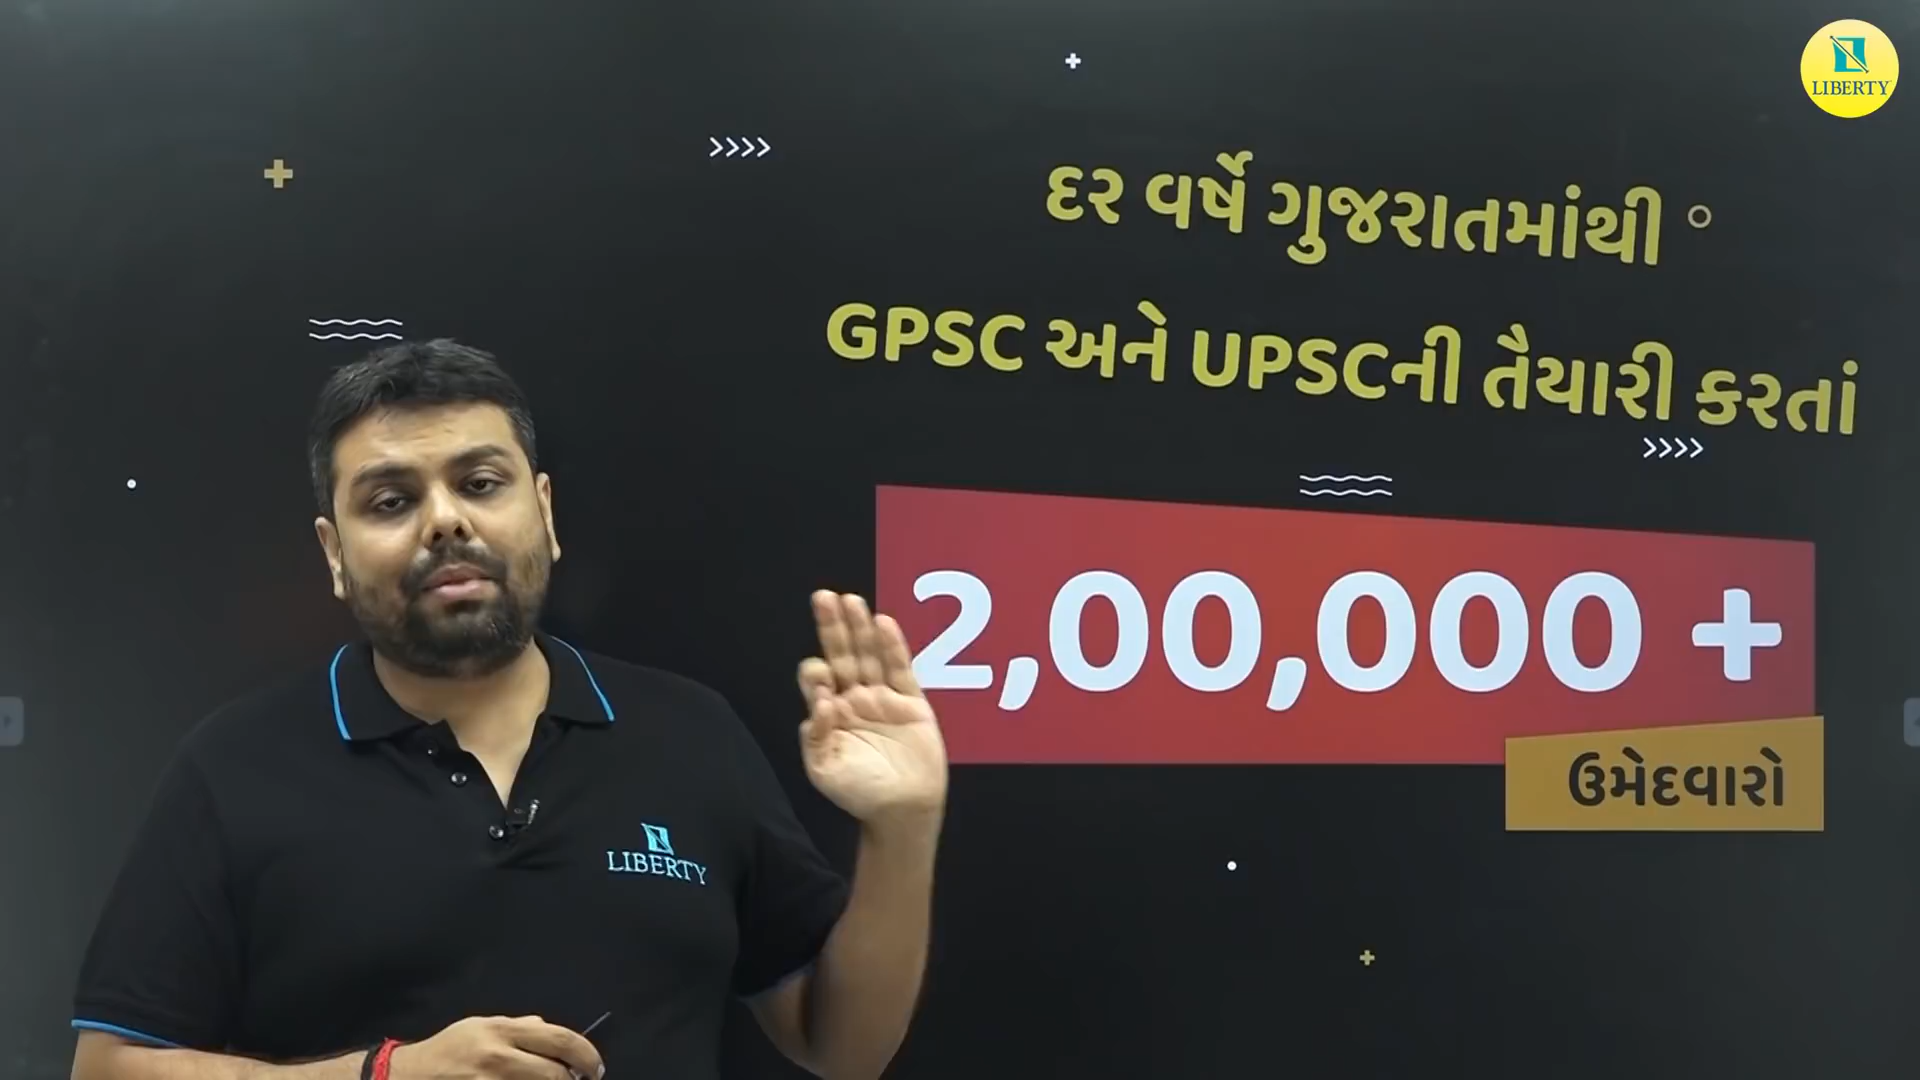 LIBERTY
દર વર્ષે ગુજરાતમાંથી
GPSC અને UPSCની તૈયારી કરતાં
2,00,000 +
ઉમેદવારો
LIBERTY